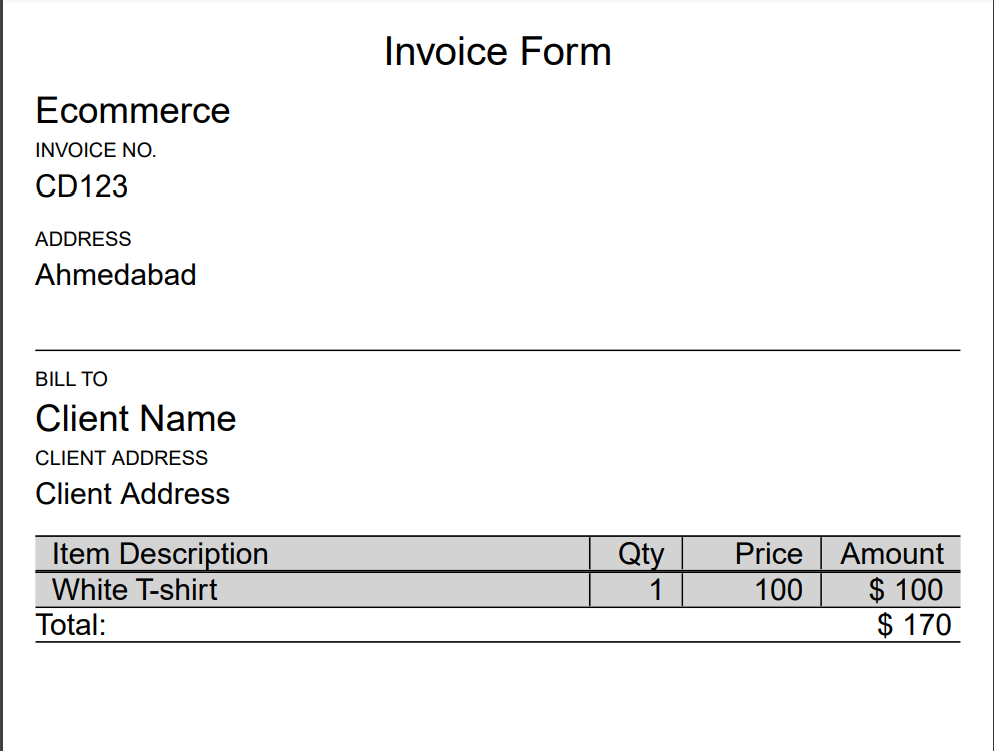 Invoice Form
Ecommerce
INVOICE NO.
CD123
ADDRESS
Ahmedabad
BILL TO
Client Name
CLIENT ADDRESS
Client Address
Item Description Qty Price Amount
White T-shirt 1 100 $ 100
Total: $ 170